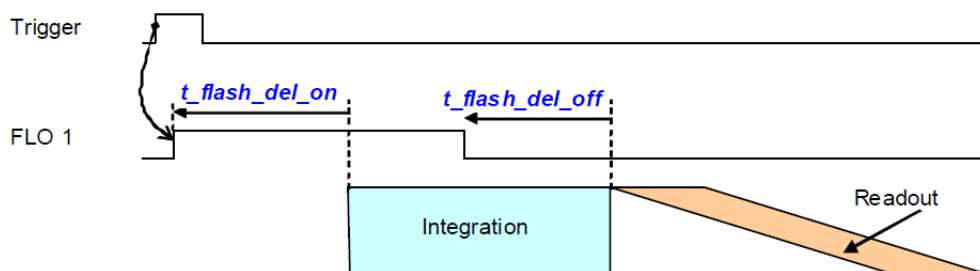 Trigger
t_flash_del_on
t_flash_del_off
FLO 1
Readout
Integration